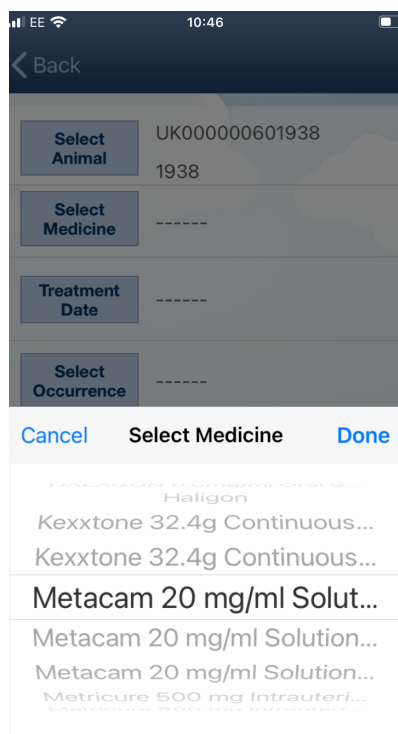 EE 10:46
Back
Select
Animal
UK000000601938
1938
Select
Medicine
------
Treatment
Date
------
Select
Occurrence
------
Cancel Select Medicine Done
Haligon
Kexxtone 32.4g Continuous...
Kexxtone 32.4g Continuous...
Metacam 20 mg/ml Solut...
Metacam 20 mg/ml Solution...
Metacam 20 mg/ml Solution...
Metricure 500 mg Intrauteri...